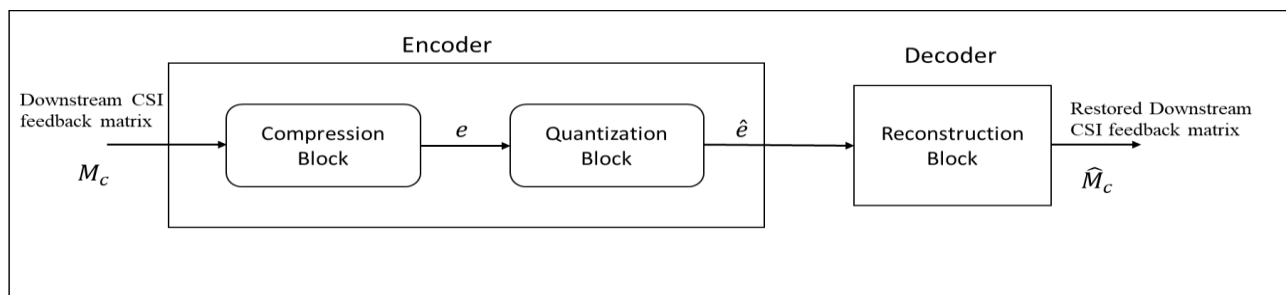 Encoder
Decoder
Downstream CSI
feedback matrix
M_c
Compression
Block
e
Quantization
Block
ê
Reconstruction
Block
Restored Downstream
CSI feedback matrix
M̂_c